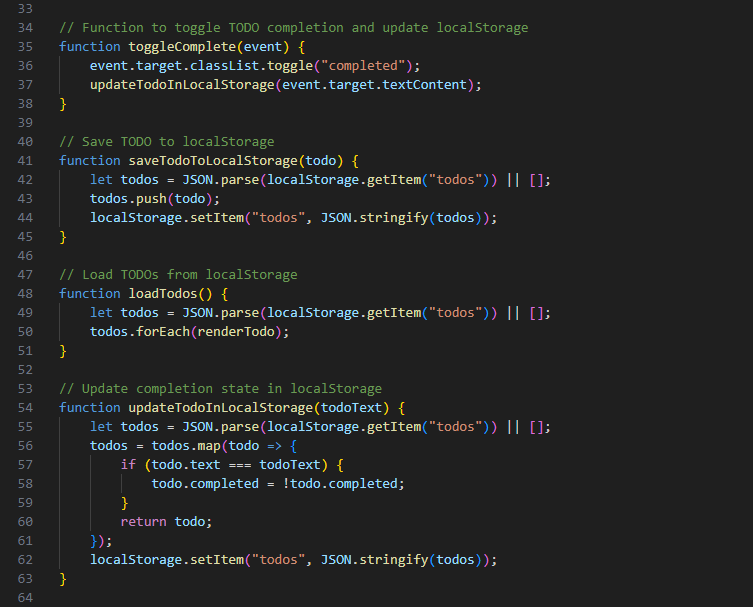 33
34 // Function to toggle TODO completion and update localStorage
35 function toggleComplete(event) {
36     event.target.classList.toggle("completed");
37     updateTodoInLocalStorage(event.target.textContent);
38 }
39
40 // Save TODO to localStorage
41 function saveTodoToLocalStorage(todo) {
42     let todos = JSON.parse(localStorage.getItem("todos")) || [];
43     todos.push(todo);
44     localStorage.setItem("todos", JSON.stringify(todos));
45 }
46
47 // Load TODOs from localStorage
48 function loadTodos() {
49     let todos = JSON.parse(localStorage.getItem("todos")) || [];
50     todos.forEach(renderTodo);
51 }
52
53 // Update completion state in localStorage
54 function updateTodoInLocalStorage(todoText) {
55     let todos = JSON.parse(localStorage.getItem("todos")) || [];
56     todos = todos.map(todo => {
57         if (todo.text === todoText) {
58             todo.completed = !todo.completed;
59         }
60         return todo;
61     });
62     localStorage.setItem("todos", JSON.stringify(todos));
63 }
64